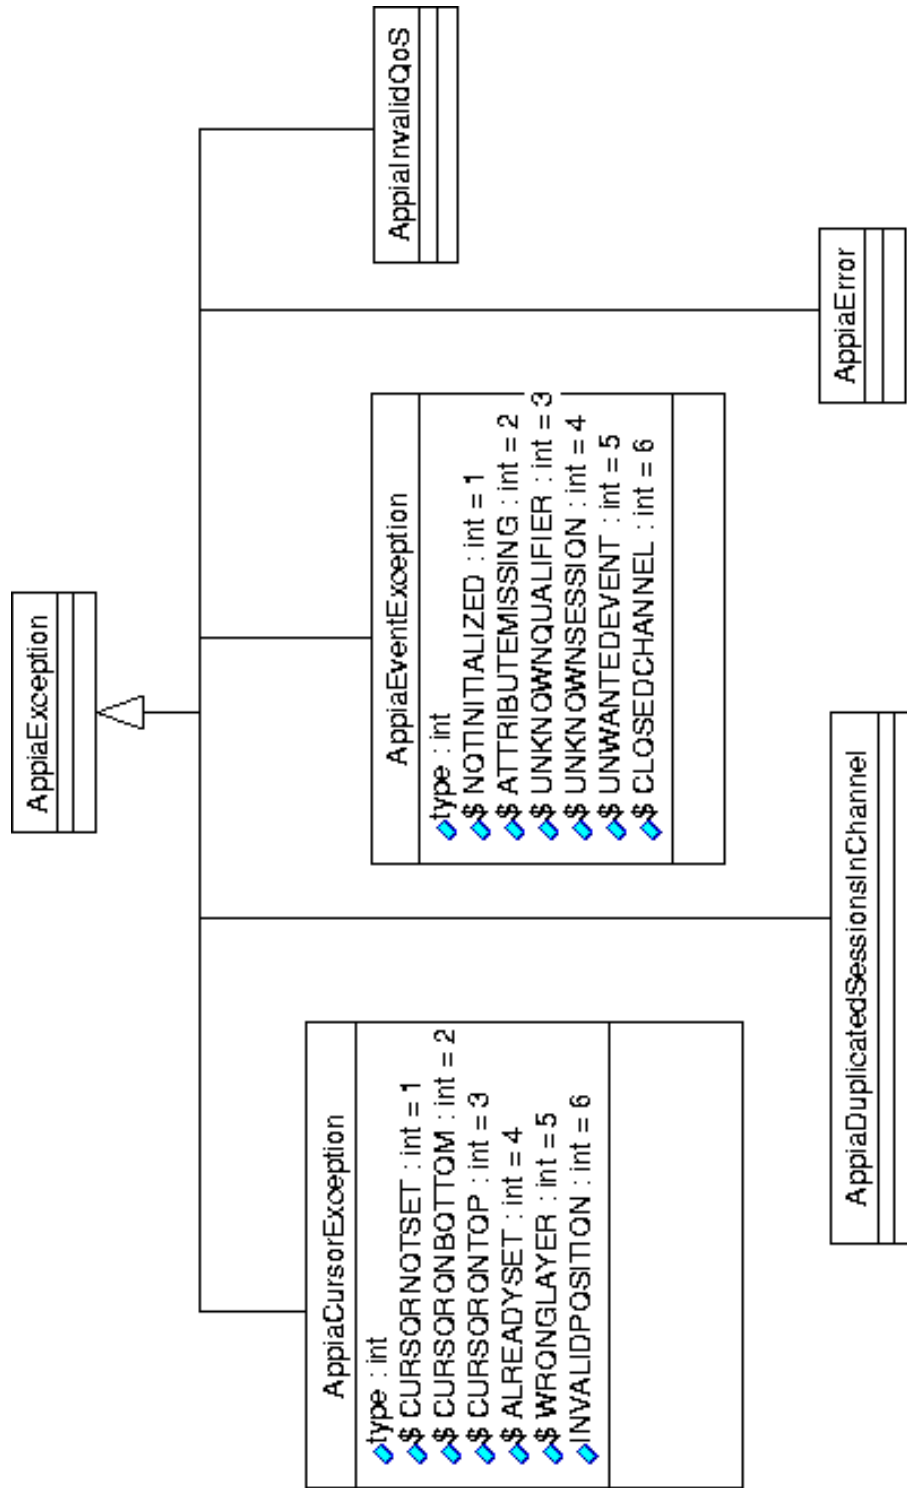 AppiaException
AppiaCursorException
type : int
$ CURSORNOTSET : int = 1
$ CURSORONBOTTOM : int = 2
$ CURSORONTOP : int = 3
$ ALREADYSET : int = 4
$ WRONGLAYER : int = 5
INVALIDPOSITION : int = 6
AppiaDuplicatedSessionsInChannel
AppiaEventException
type : int
$ NOTINITIALIZED : int = 1
$ ATTRIBUTEMISSING : int = 2
$ UNKNOWNQUALIFIER : int = 3
$ UNKNOWNSESSION : int = 4
$ UNWANTEDEVENT : int = 5
$ CLOSEDCHANNEL : int = 6
AppiaError
AppiaInvalidQoS